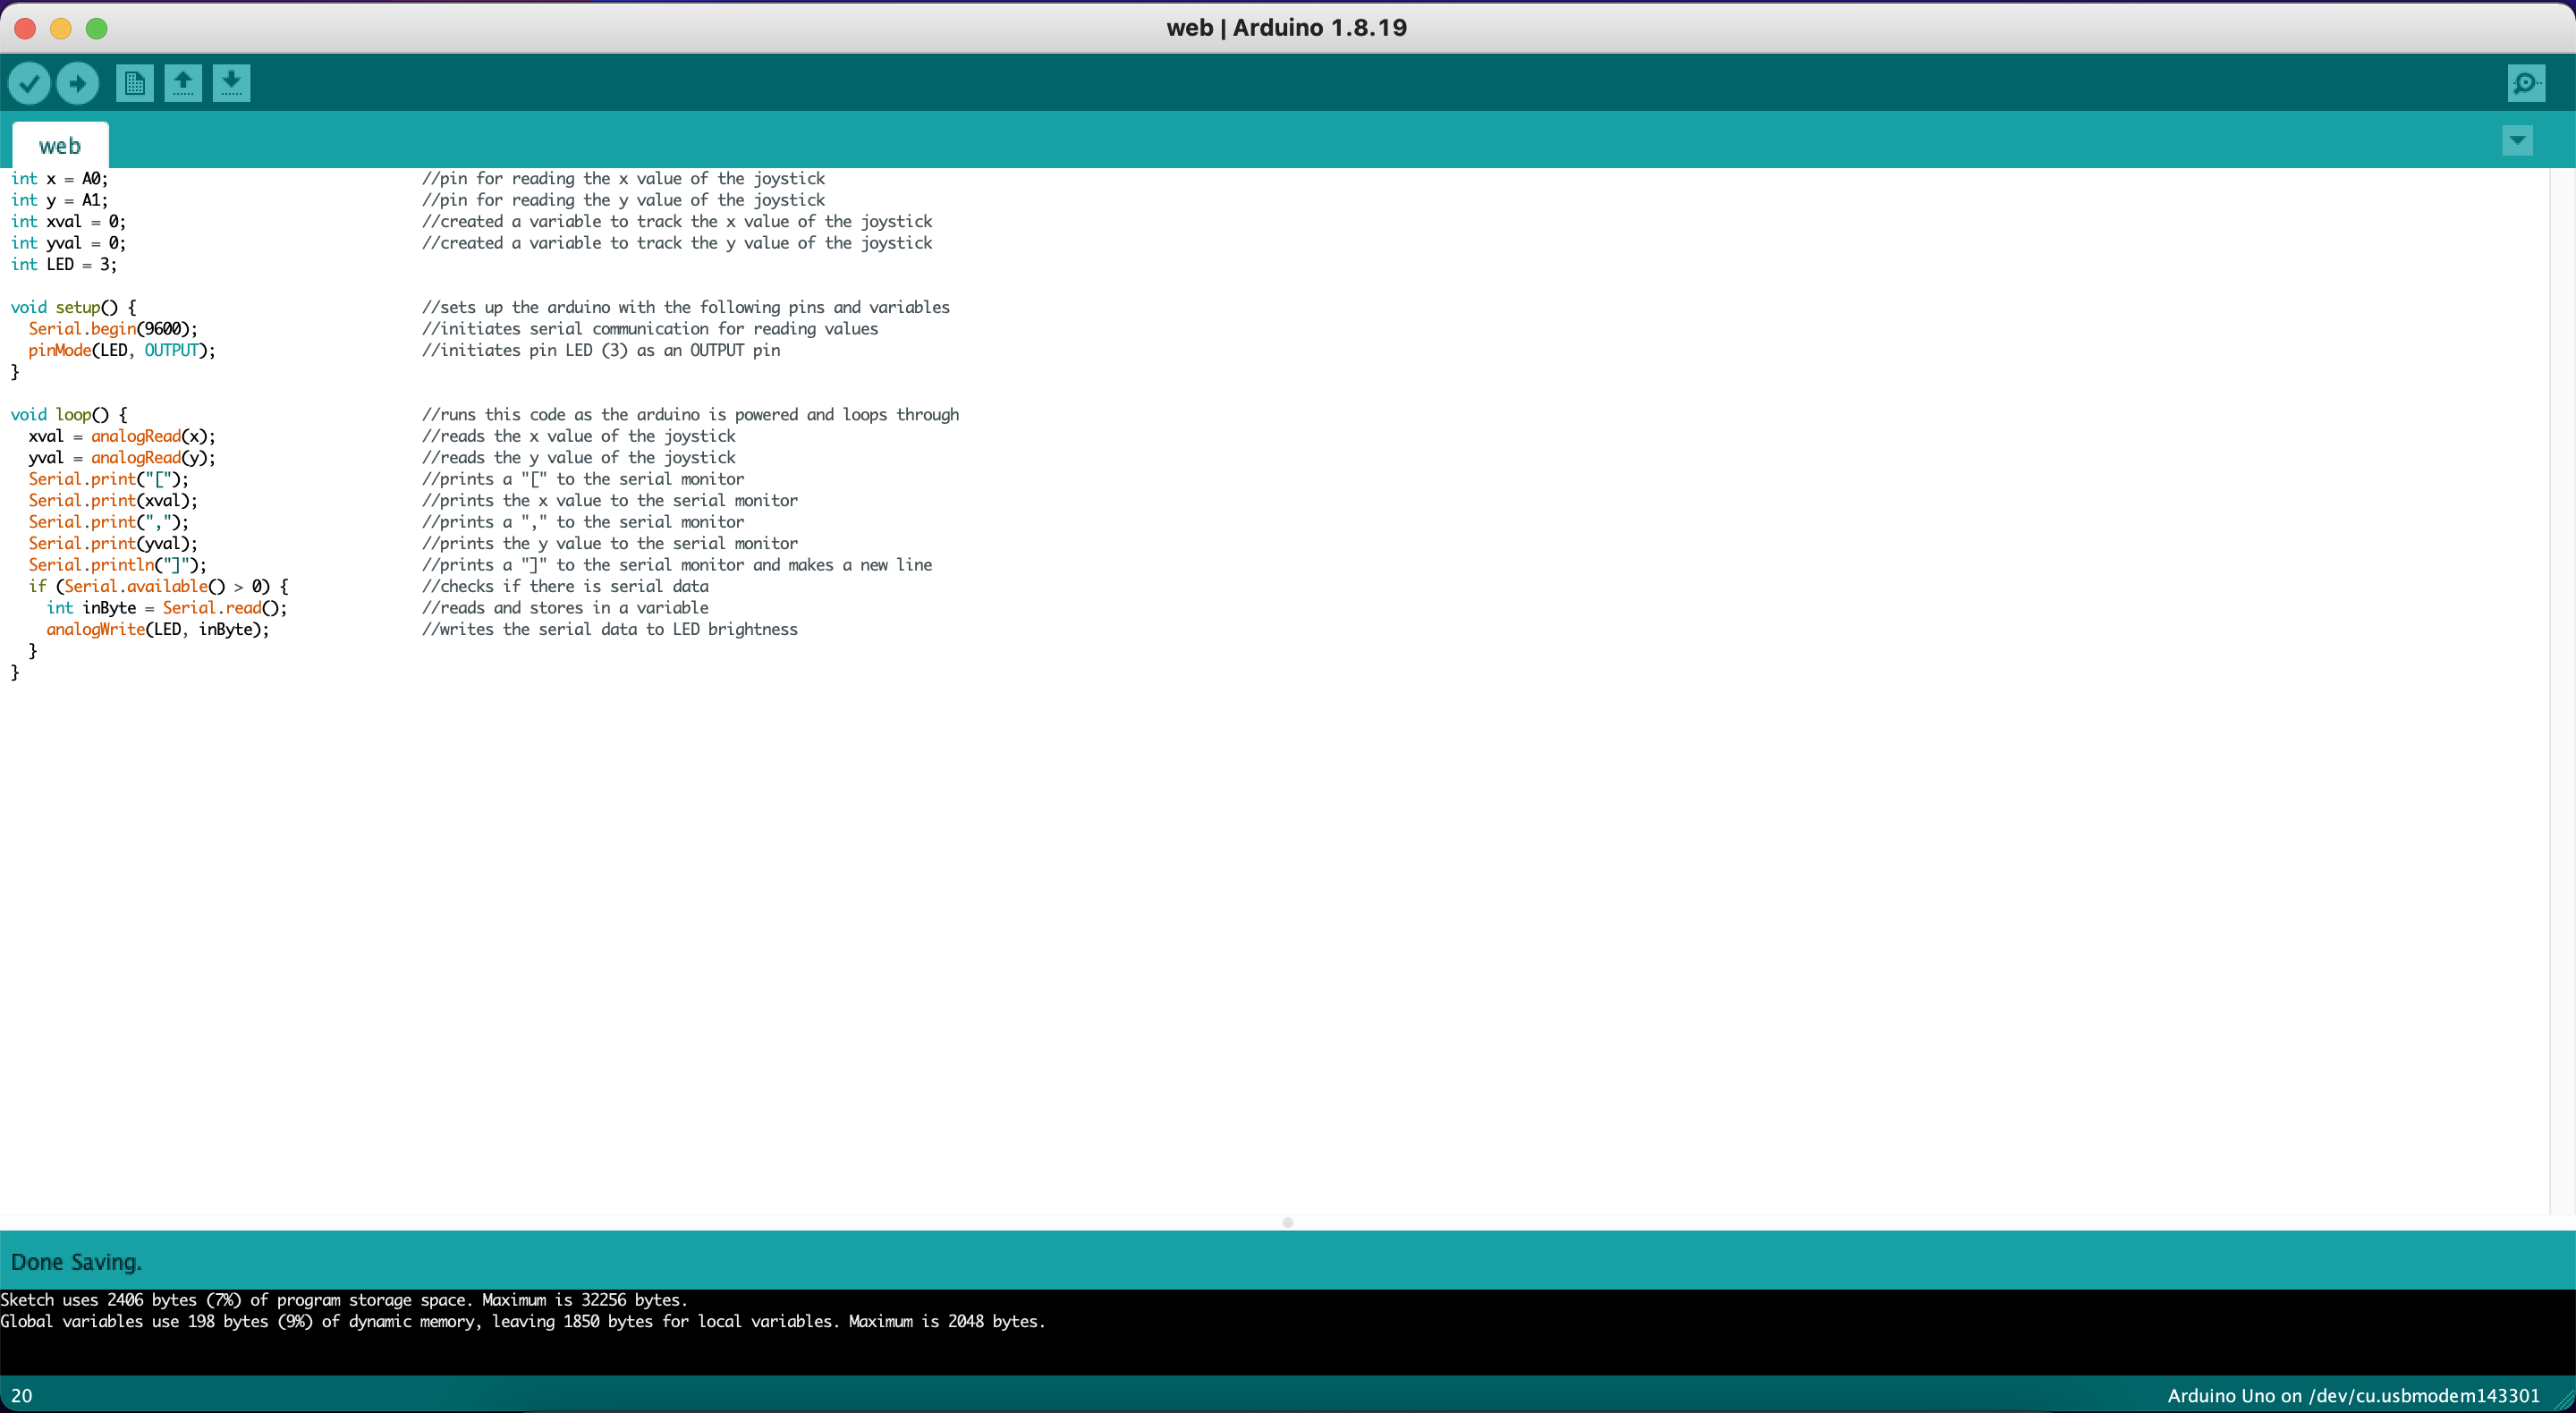 web | Arduino 1.8.19
web
int x = A0; //pin for reading the x value of the joystick
int y = A1; //pin for reading the y value of the joystick
int xval = 0; //created a variable to track the x value of the joystick
int yval = 0; //created a variable to track the y value of the joystick
int LED = 3;
void setup() { //sets up the arduino with the following pins and variables
Serial.begin(9600); //initiates serial communication for reading values
pinMode(LED, OUTPUT); //initiates pin LED (3) as an OUTPUT pin
}
void loop() { //runs this code as the arduino is powered and loops through
xval = analogRead(x); //reads the x value of the joystick
yval = analogRead(y); //reads the y value of the joystick
Serial.print("["); //prints a "[" to the serial monitor
Serial.print(xval); //prints the x value to the serial monitor
Serial.print(","); //prints a "," to the serial monitor
Serial.print(yval); //prints the y value to the serial monitor
Serial.println("]"); //prints a "]" to the serial monitor and makes a new line
if (Serial.available() > 0) { //checks if there is serial data
int inByte = Serial.read(); //reads and stores in a variable
analogWrite(LED, inByte); //writes the serial data to LED brightness
}
}
Done Saving.
Sketch uses 2406 bytes (7%) of program storage space. Maximum is 32256 bytes.
Global variables use 198 bytes (9%) of dynamic memory, leaving 1850 bytes for local variables. Maximum is 2048 bytes.
20 Arduino Uno on /dev/cu.usbmodem143301